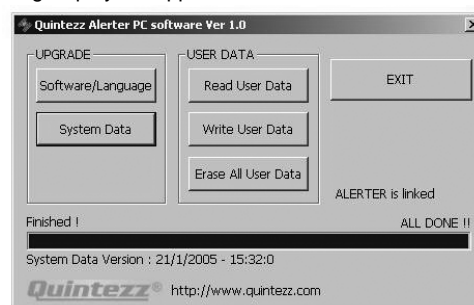 Quintezz Alerter PC software Ver 1.0
UPGRADE
Software/Language
System Data
USER DATA
Read User Data
Write User Data
Erase All User Data
EXIT
ALERTER is linked
Finished !
ALL DONE !!
System Data Version : 21/1/2005 - 15:32:0
Quintezz® http://www.quintezz.com